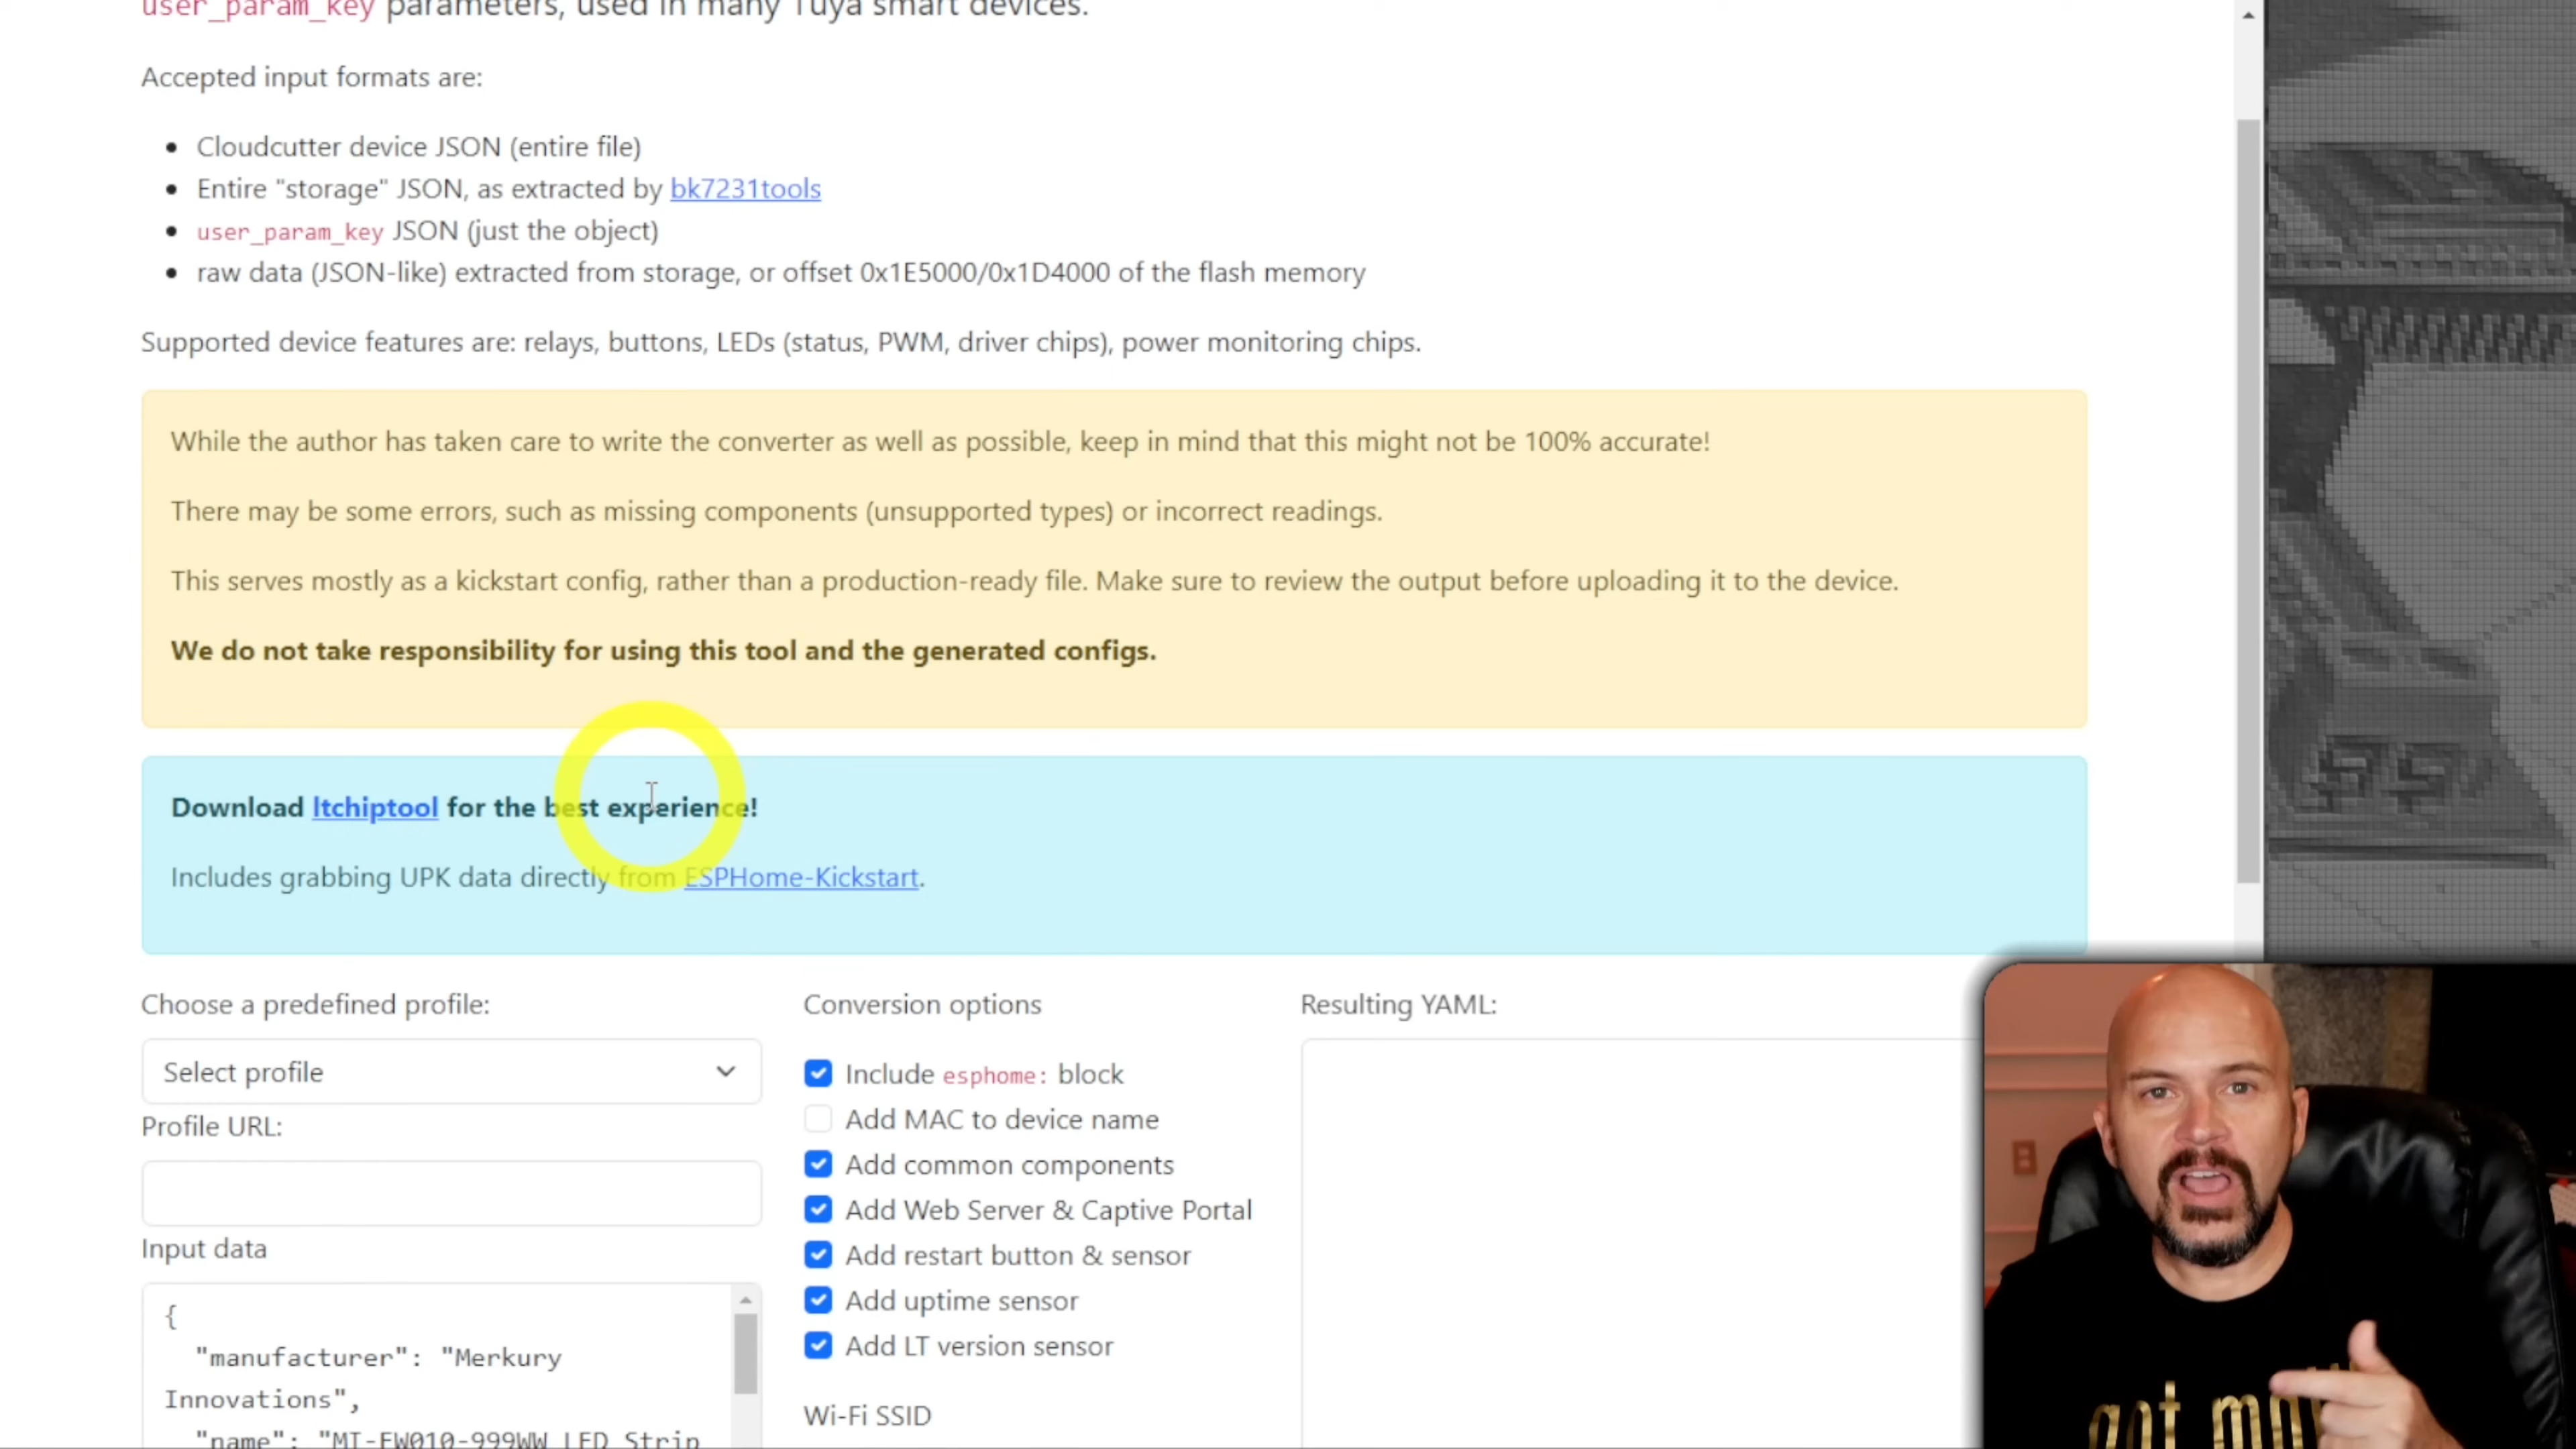 user_param_key parameters, used in many Tuya smart devices.
Accepted input formats are:
Cloudcutter device JSON (entire file)
Entire "storage" JSON, as extracted by bk7231tools
user_param_key JSON (just the object)
raw data (JSON-like) extracted from storage, or offset 0x1E5000/0x1D4000 of the flash memory
Supported device features are: relays, buttons, LEDs (status, PWM, driver chips), power monitoring chips.
While the author has taken care to write the converter as well as possible, keep in mind that this might not be 100% accurate!
There may be some errors, such as missing components (unsupported types) or incorrect readings.
This serves mostly as a kickstart config, rather than a production-ready file. Make sure to review the output before uploading it to the device.
We do not take responsibility for using this tool and the generated configs.
Download ltchiptool for the best experience!
Includes grabbing UPK data directly from ESPHome-Kickstart.
Choose a predefined profile:
Select profile
Profile URL:
Input data
{
"manufacturer": "Merkury
Innovations",
"name": "MI-EW010-999WW LED Strip
Conversion options
Include esphome: block
Add MAC to device name
Add common components
Add Web Server & Captive Portal
Add restart button & sensor
Add uptime sensor
Add LT version sensor
Wi-Fi SSID
Resulting YAML:
got